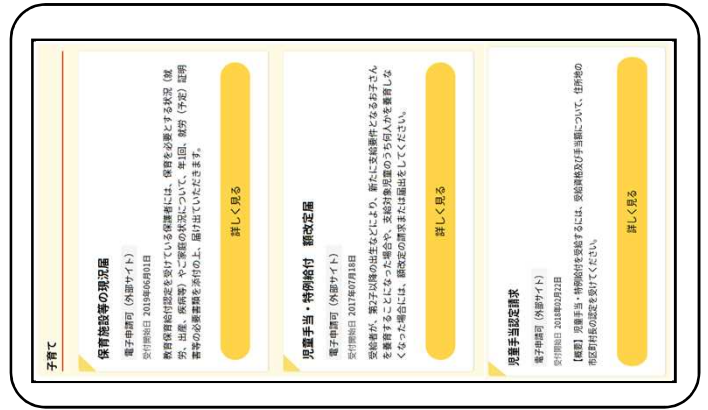 子育て
保育施設等の現況届
電子申請可（外部サイト）
受付開始日 2019年06月01日
教育保育給付認定を受けている保護者には、保育を必要とする状況（就
労、出産、疾病等）やご家庭の状況について、年1回、就労（予定）証明
書等の必要書類を添付の上、届け出ていただきます。
詳しく見る
児童手当・特例給付　額改定届
電子申請可（外部サイト）
受付開始日 2017年07月18日
受給者が、第2子以降の出生などにより、新たに支給要件となるお子さん
を養育することになった場合や、支給対象児童のうち何人かを養育しな
くなった場合には、額改定の請求または届出をしてください。
詳しく見る
児童手当認定請求
電子申請可（外部サイト）
受付開始日 2018年02月22日
【概要】 児童手当・特例給付を受給するには、受給資格及び手当額について、住所地の
市区町村長の認定を受けてください。
詳しく見る